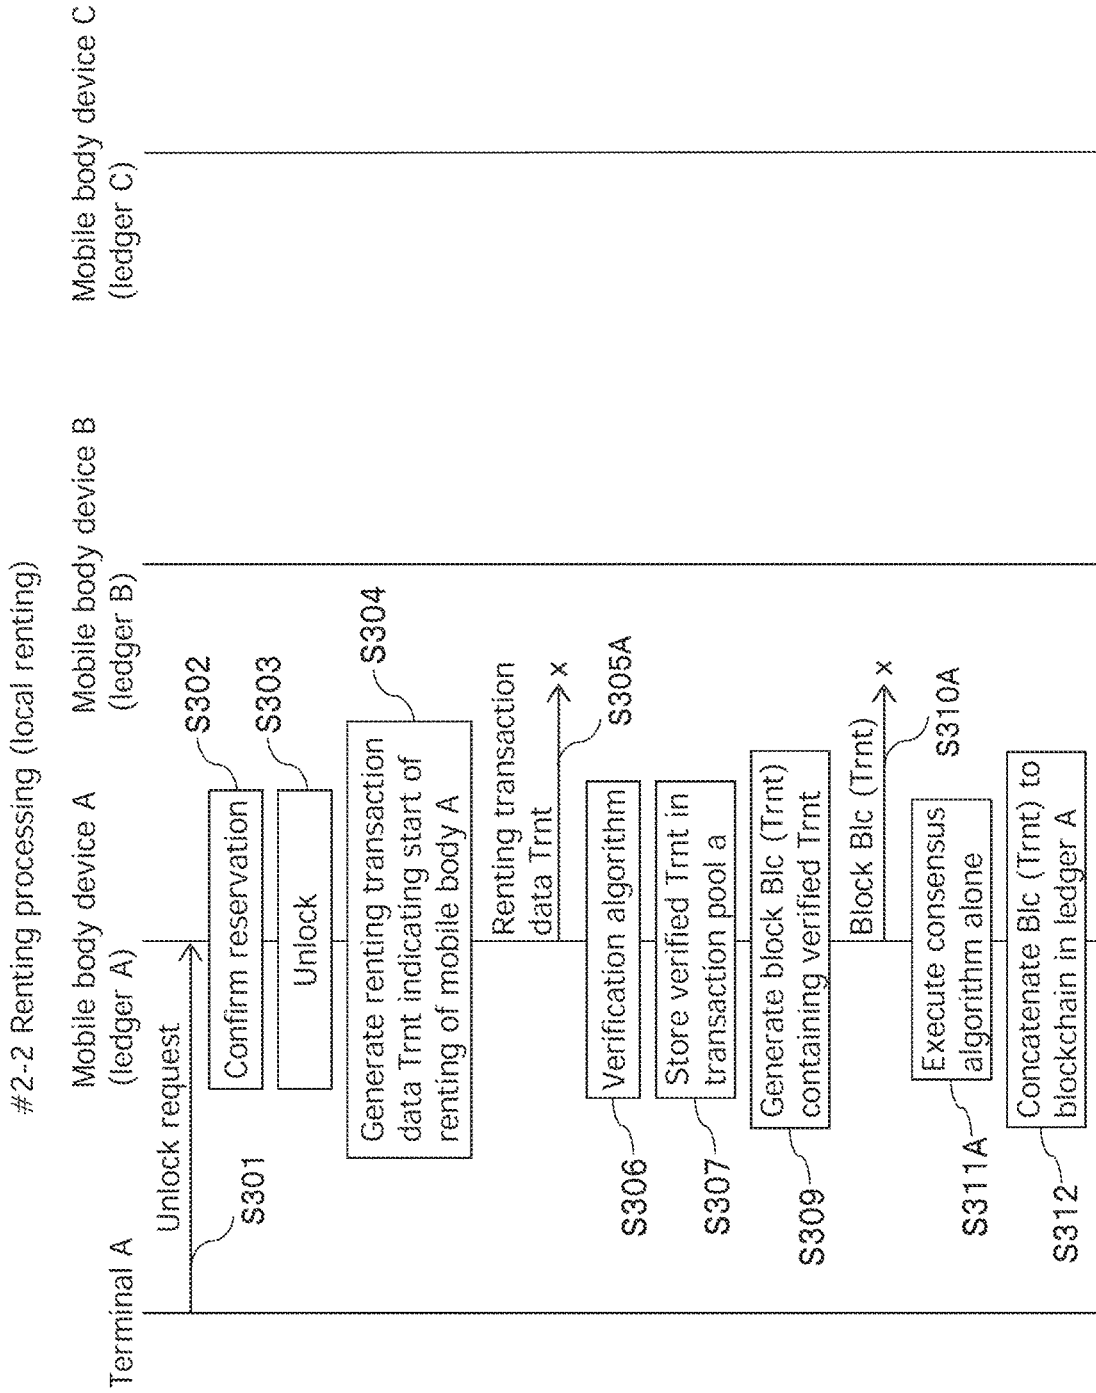 #2-2 Renting processing (local renting)
Terminal A
Mobile body device A
(ledger A)
Mobile body device B
(ledger B)
Mobile body device C
(ledger C)
Unlock request
S301
Confirm reservation
S302
Unlock
S303
Generate renting transaction
data Trnt indicating start of
renting of mobile body A
S304
Renting transaction
data Trnt
x
S305A
Verification algorithm
S306
Store verified Trnt in
transaction pool a
S307
Generate block Blc (Trnt)
containing verified Trnt
S309
Block Blc (Trnt)
x
S310A
Execute consensus
algorithm alone
S311A
Concatenate Blc (Trnt) to
blockchain in ledger A
S312